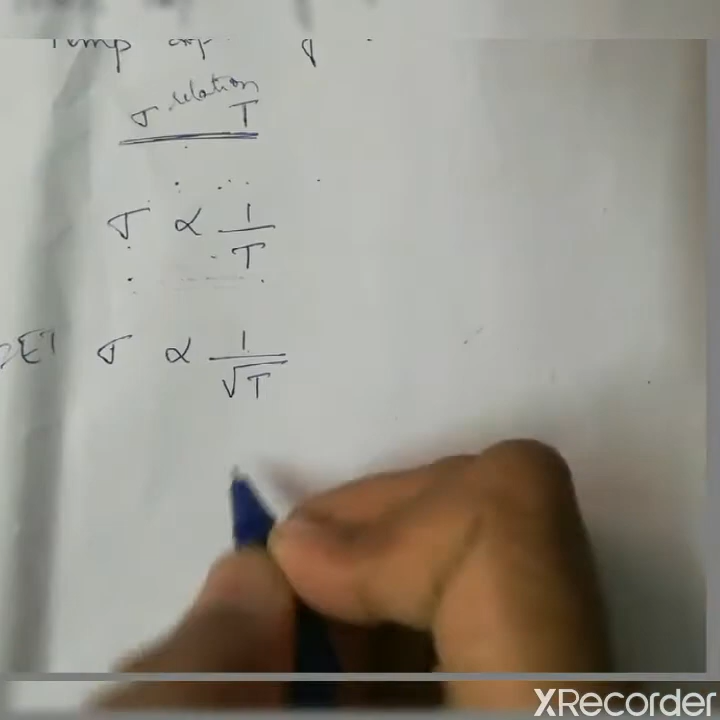 σ relation T
σ ∝ 1/T
σ ∝ 1/√T
XRecorder